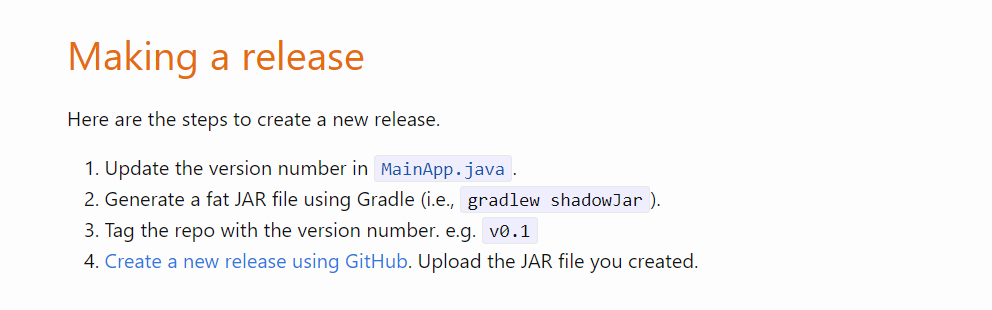 Making a release
Here are the steps to create a new release.
1. Update the version number in MainApp.java.
2. Generate a fat JAR file using Gradle (i.e., gradlew shadowJar).
3. Tag the repo with the version number. e.g. v0.1
4. Create a new release using GitHub. Upload the JAR file you created.